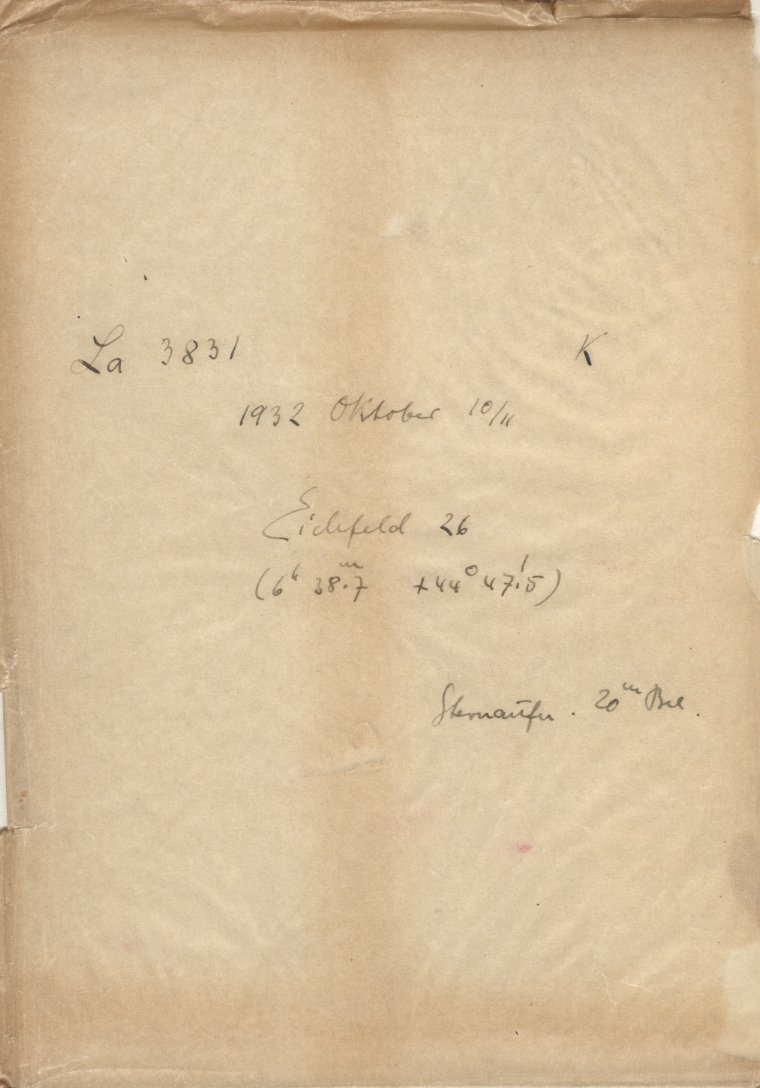 La 3831 K
1932 Oktober 10/11
Eichfeld 26
(6ʰ 38.ᵐ7 +44° 47.′5)
Sternaufn. 20ᵐ Bel.